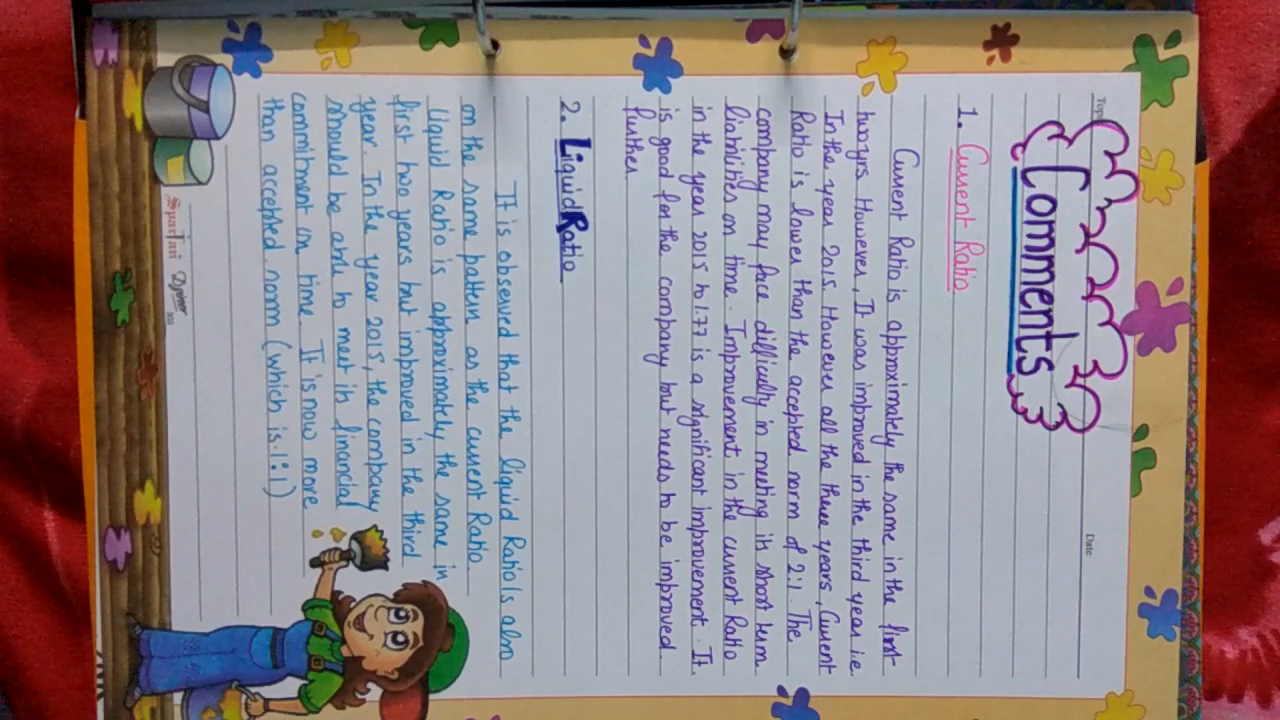 Topic
Date
Comments
1. Current Ratio
Current Ratio is approximately the same in the first
two yrs. However, It was improved in the third year i.e.
In the year 2015. However all the three years, Current
Ratio is lower than the accepted norm of 2:1. The
company may face difficulty in meeting its short term
liabilities on time. Improvement in the current Ratio
in the year 2015 to 1.77 is a significant improvement. It
is good for the company but needs to be improved
further.
2. Liquid Ratio
It is observed that the liquid Ratio is also
on the same pattern as the current Ratio
liquid Ratio is approximately the same in
first two years but improved in the third
year. In the year 2015, the company
should be able to meet its financial
commitment on time. It is now more
than accepted norm (which is 1:1)
Spartan